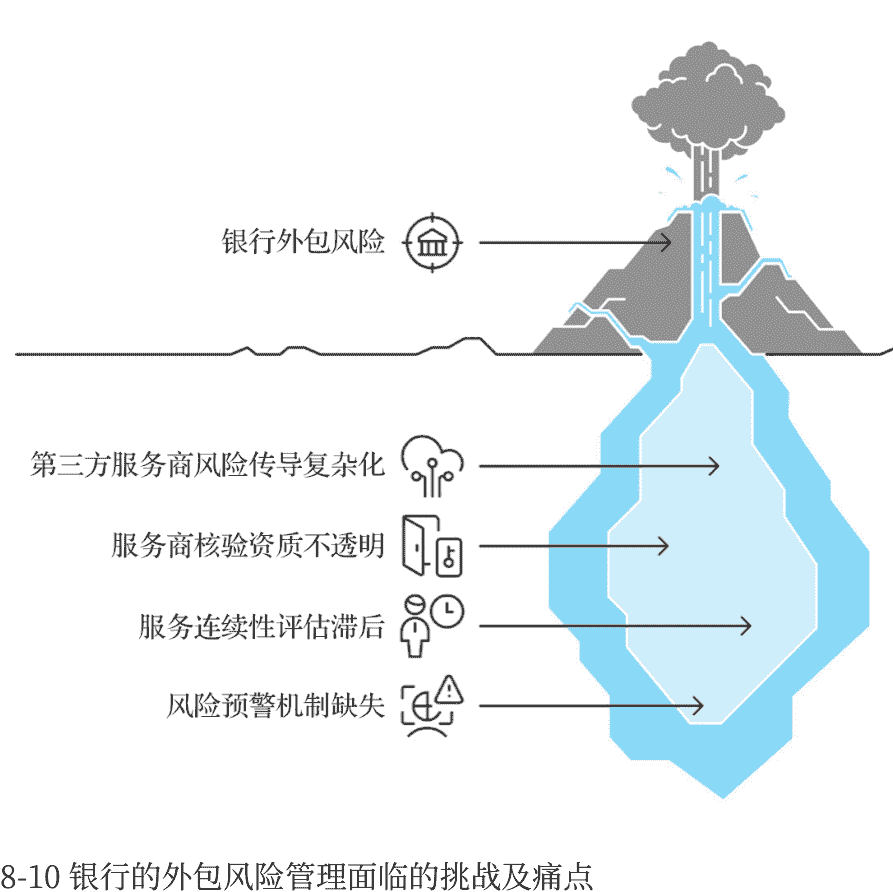 银行外包风险
第三方服务商风险传导复杂化
服务商核验资质不透明
服务连续性评估滞后
风险预警机制缺失
8-10 银行的外包风险管理面临的挑战及痛点